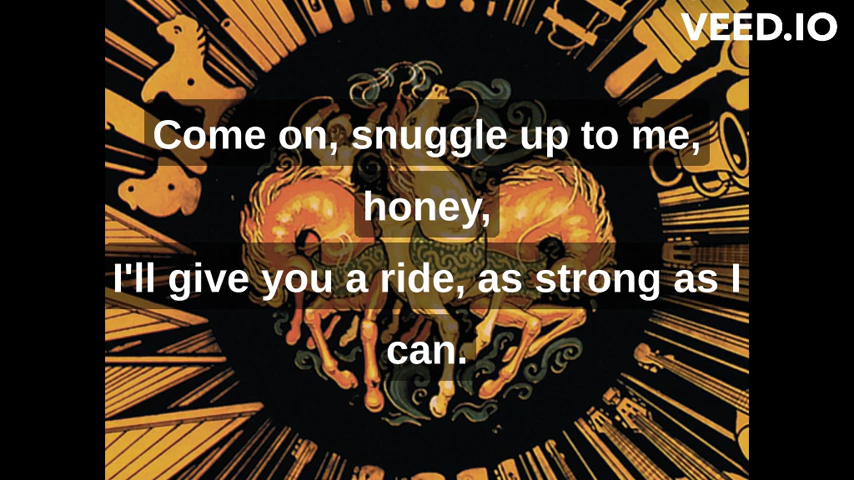 VEED.IO
Come on, snuggle up to me,
honey,
I'll give you a ride, as strong as I
can.